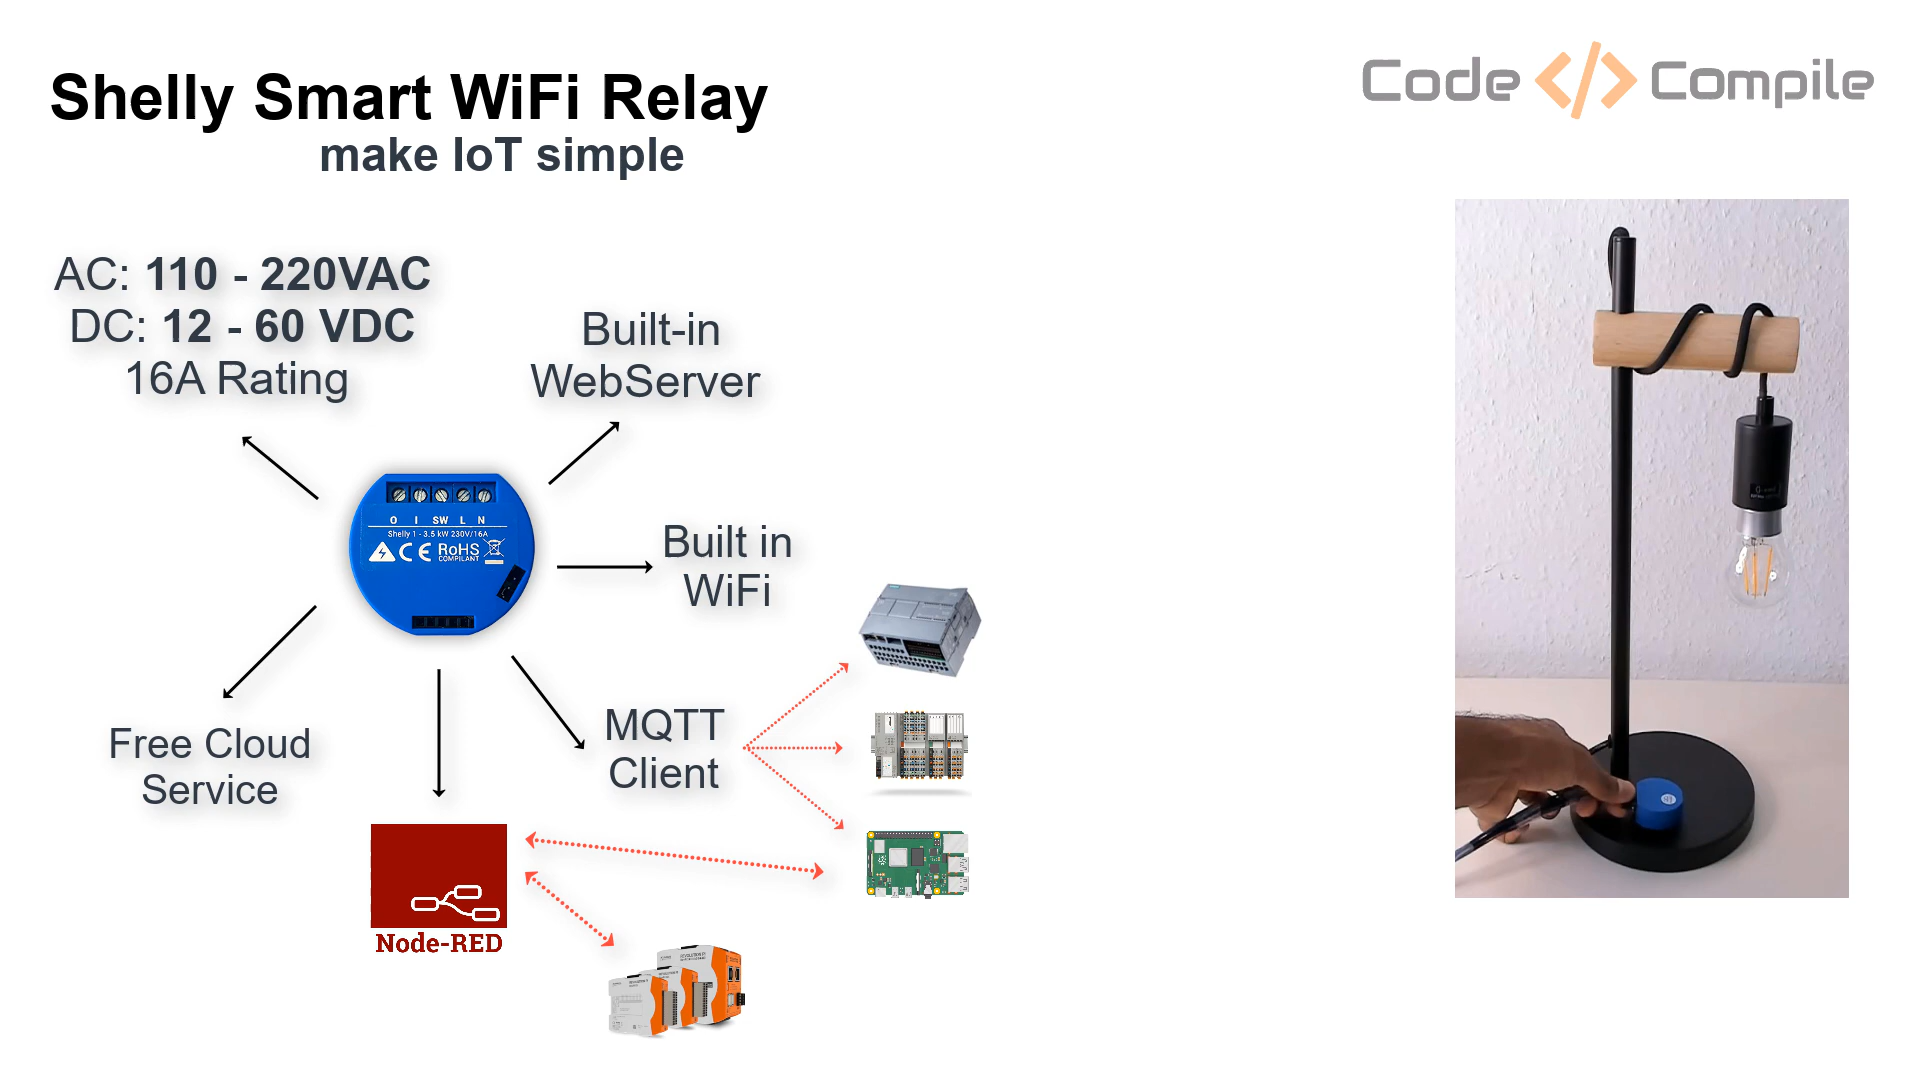 Shelly Smart WiFi Relay
make IoT simple
Code </> Compile
AC: 110 - 220VAC
DC: 12 - 60 VDC
16A Rating
Built-in
WebServer
O I SW L N
Shelly 1 - 3.5 kW 230V/16A
CE RoHS
COMPILANT
Built in
WiFi
Free Cloud
Service
MQTT
Client
Node-RED